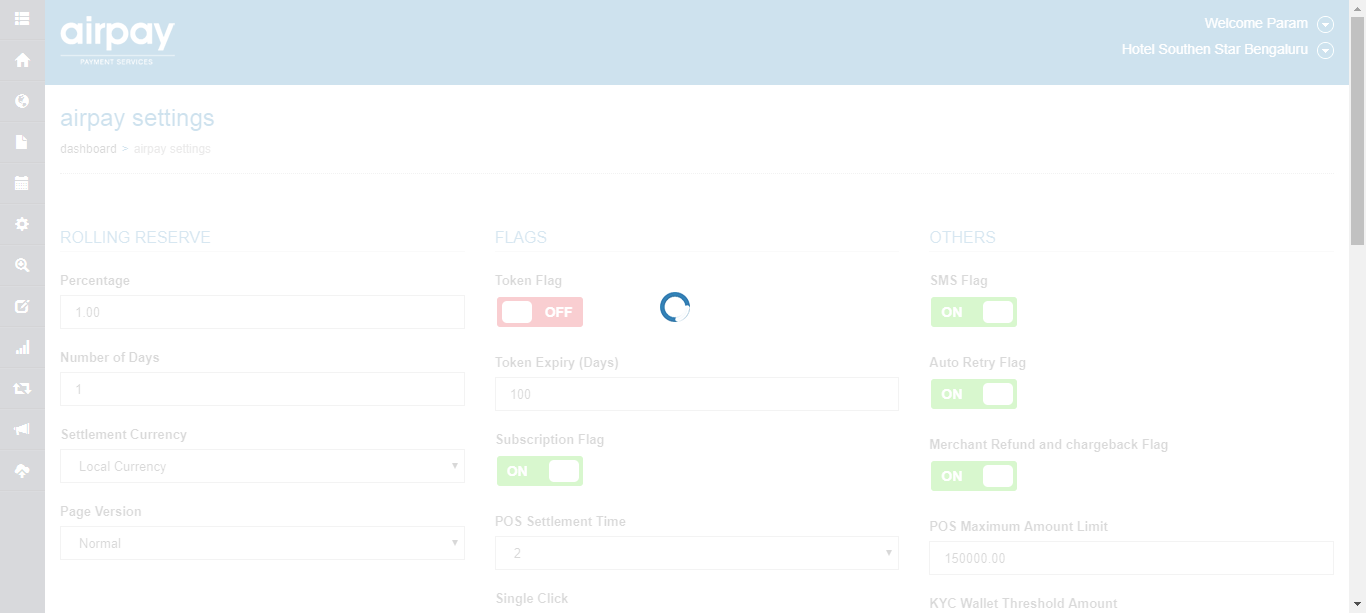 airpay
PAYMENT SERVICES
Welcome Param
Hotel Southen Star Bengaluru
airpay settings
dashboard > airpay settings
ROLLING RESERVE
Percentage
1.00
Number of Days
1
Settlement Currency
Local Currency
Page Version
Normal
FLAGS
Token Flag
OFF
Token Expiry (Days)
100
Subscription Flag
ON
POS Settlement Time
2
Single Click
OTHERS
SMS Flag
ON
Auto Retry Flag
ON
Merchant Refund and chargeback Flag
ON
POS Maximum Amount Limit
150000.00
KYC Wallet Threshold Amount